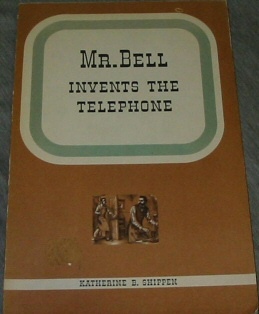 MR. BELL
INVENTS THE
TELEPHONE
KATHERINE B. SHIPPEN